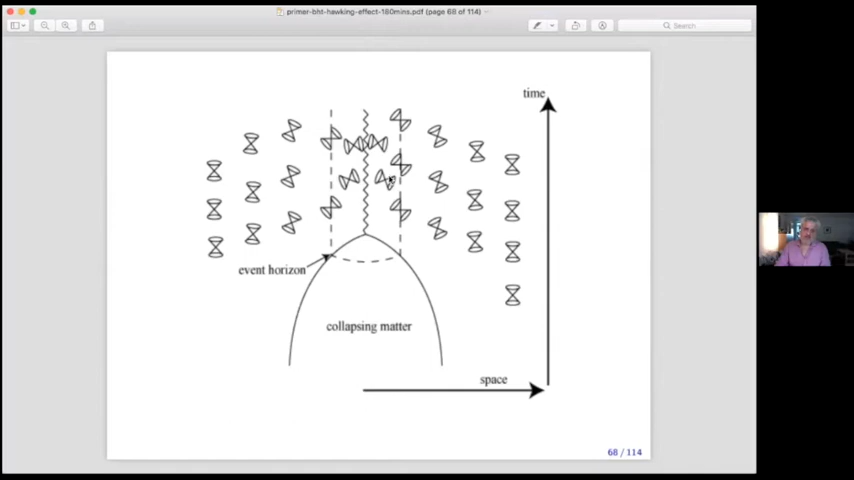 primer-bht-hawking-effect-180mins.pdf (page 68 of 114)
Search
time
event horizon
collapsing matter
space
68 / 114